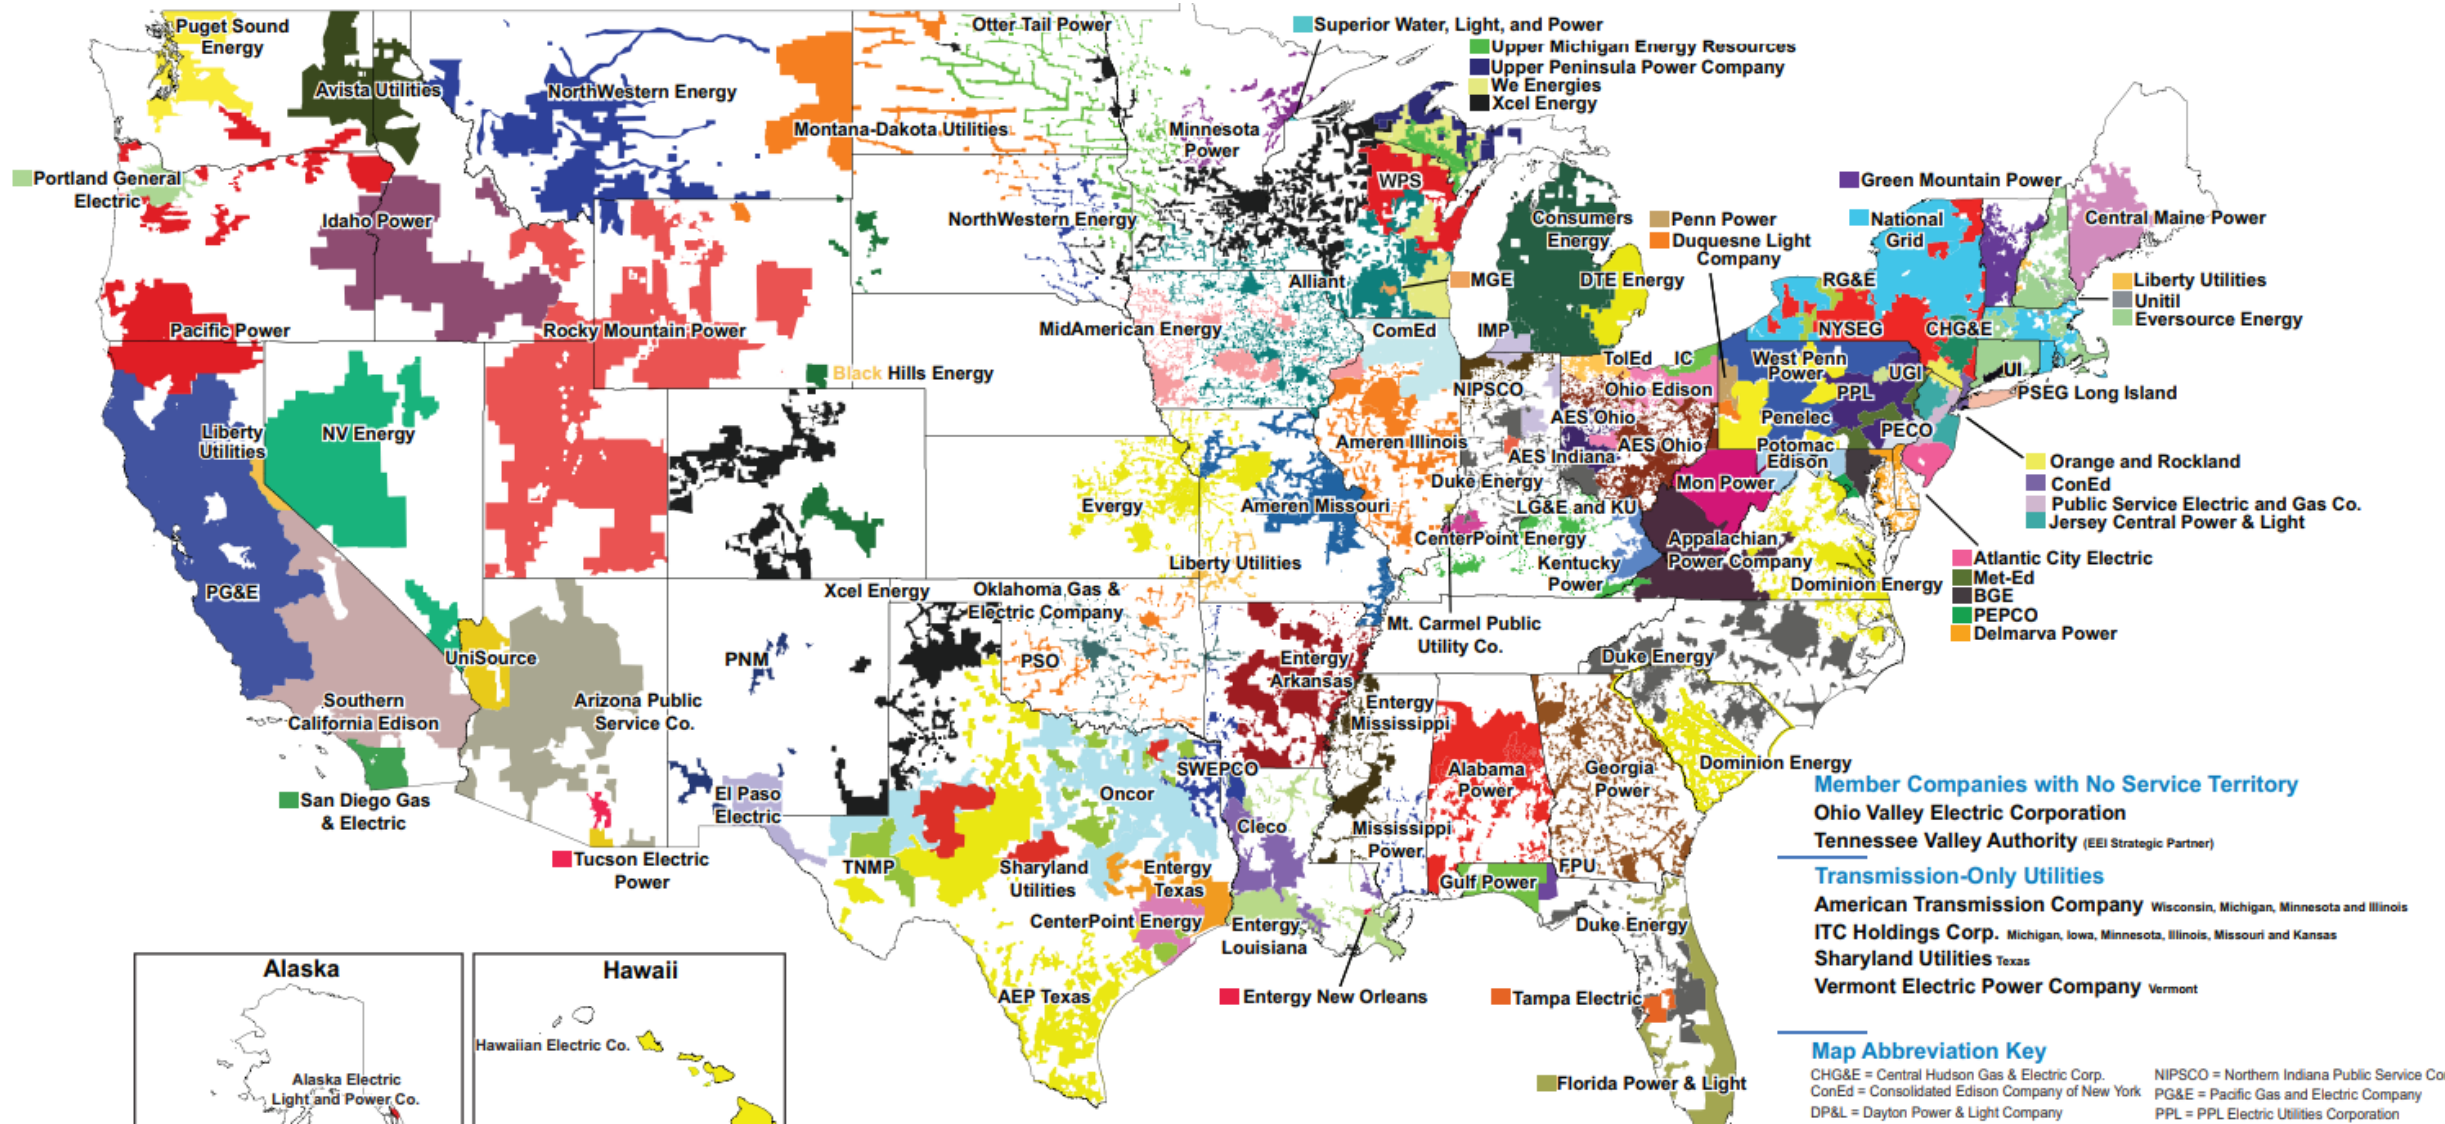 Puget Sound
Energy
Avista Utilities
NorthWestern Energy
Montana-Dakota Utilities
Otter Tail Power
Minnesota
Power
Superior Water, Light, and Power
Upper Michigan Energy Resources
Upper Peninsula Power Company
We Energies
Xcel Energy
Portland General
Electric
Idaho Power
NorthWestern Energy
WPS
Consumers
Energy
Penn Power
Duquesne Light
Company
Green Mountain Power
National
Grid
Central Maine Power
Pacific Power
Rocky Mountain Power
Alliant
MGE
DTE Energy
RG&E
Liberty Utilities
Unitil
Eversource Energy
MidAmerican Energy
ComEd
IMP
NYSEG
CHG&E
Black Hills Energy
TolEd
IC
West Penn
Power
UGI
UI
NIPSCO
Ohio Edison
PPL
PSEG Long Island
Liberty
Utilities
NV Energy
AES Ohio
Penelec
PECO
Ameren Illinois
AES Indiana
AES Ohio
Potomac
Edison
Orange and Rockland
ConEd
Public Service Electric and Gas Co.
Jersey Central Power & Light
Duke Energy
Mon Power
Evergy
Ameren Missouri
LG&E and KU
CenterPoint Energy
Appalachian
Power Company
Liberty Utilities
Kentucky
Power
Dominion Energy
Atlantic City Electric
Met-Ed
BGE
PEPCO
Delmarva Power
PG&E
Xcel Energy
Oklahoma Gas &
Electric Company
Mt. Carmel Public
Utility Co.
UniSource
PNM
PSO
Entergy
Arkansas
Duke Energy
Southern
California Edison
Arizona Public
Service Co.
Entergy
Mississippi
San Diego Gas
& Electric
El Paso
Electric
Oncor
SWEPCO
Alabama
Power
Georgia
Power
Dominion Energy
Cleco
Mississippi
Power
Tucson Electric
Power
TNMP
Sharyland
Utilities
Entergy
Texas
Gulf Power
FPU
CenterPoint Energy
Entergy
Louisiana
Duke Energy
AEP Texas
Entergy New Orleans
Tampa Electric
Florida Power & Light
Alaska
Alaska Electric
Light and Power Co.
Hawaii
Hawaiian Electric Co.
Member Companies with No Service Territory
Ohio Valley Electric Corporation
Tennessee Valley Authority (EEI Strategic Partner)
Transmission-Only Utilities
American Transmission Company Wisconsin, Michigan, Minnesota and Illinois
ITC Holdings Corp. Michigan, Iowa, Minnesota, Illinois, Missouri and Kansas
Sharyland Utilities Texas
Vermont Electric Power Company Vermont
Map Abbreviation Key
CHG&E = Central Hudson Gas & Electric Corp.
ConEd = Consolidated Edison Company of New York
DP&L = Dayton Power & Light Company
NIPSCO = Northern Indiana Public Service Co
PG&E = Pacific Gas and Electric Company
PPL = PPL Electric Utilities Corporation